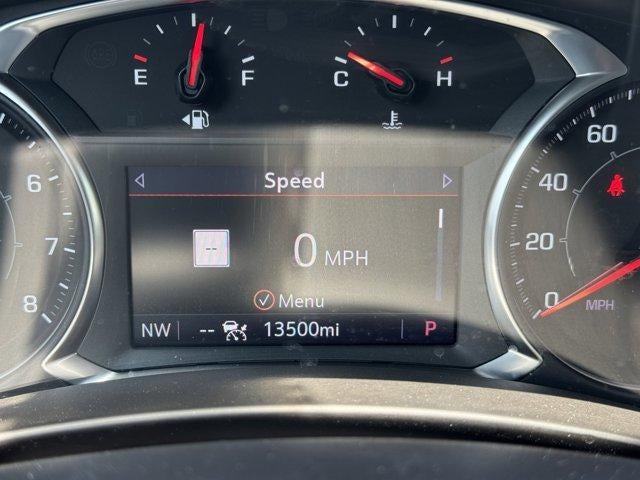 E F C H
Speed
60
6 40
-- 0 MPH
7 20
8 Menu 0
MPH
NW -- 13500mi P